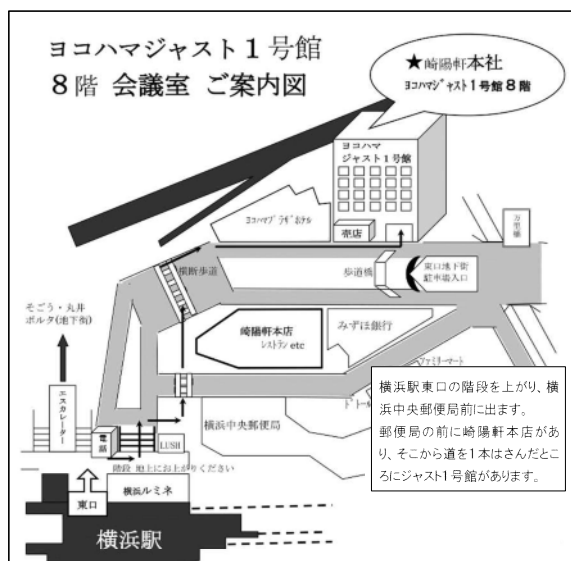 ヨコハマジャスト１号館
８階 会議室 ご案内図
★崎陽軒本社
ﾖｺﾊﾏｼﾞｬｽﾄ１号館８階
ヨコハマ
ジャスト１号館
ﾖｺﾊﾏﾌﾟﾗｻﾞﾎﾃﾙ
売店
万里橋
横断歩道
歩道橋
東口地下街
駐車場入口
そごう・丸井
ポルタ(地下街)
崎陽軒本店
ﾚｽﾄﾗﾝ etc
みずほ銀行
ﾌｧﾐﾘｰﾏｰﾄ
ﾄﾞﾄｰﾙ
エスカレーター
電話
LUSH
横浜中央郵便局
階段 地上にお上がりください
横浜駅東口の階段を上がり、横
浜中央郵便局前に出ます。
郵便局の前に崎陽軒本店があ
り、そこから道を１本はさんだとこ
ろにジャスト1号館があります。
東口
横浜ルミネ
横浜駅